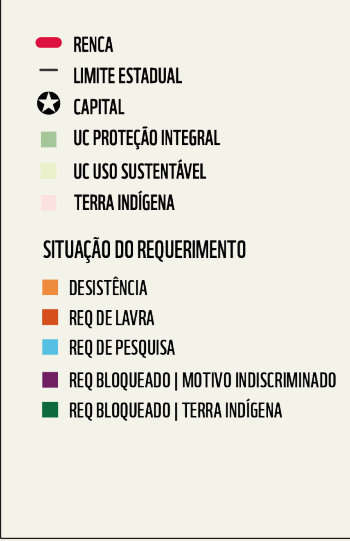 RENCA
LIMITE ESTADUAL
CAPITAL
UC PROTEÇÃO INTEGRAL
UC USO SUSTENTÁVEL
TERRA INDÍGENA
SITUAÇÃO DO REQUERIMENTO
DESISTÊNCIA
REQ DE LAVRA
REQ DE PESQUISA
REQ BLOQUEADO | MOTIVO INDISCRIMINADO
REQ BLOQUEADO | TERRA INDÍGENA